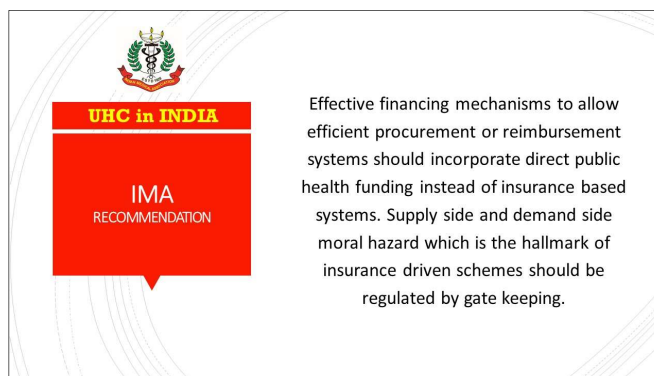 UHC in INDIA
IMA
RECOMMENDATION
Effective financing mechanisms to allow
efficient procurement or reimbursement
systems should incorporate direct public
health funding instead of insurance based
systems. Supply side and demand side
moral hazard which is the hallmark of
insurance driven schemes should be
regulated by gate keeping.